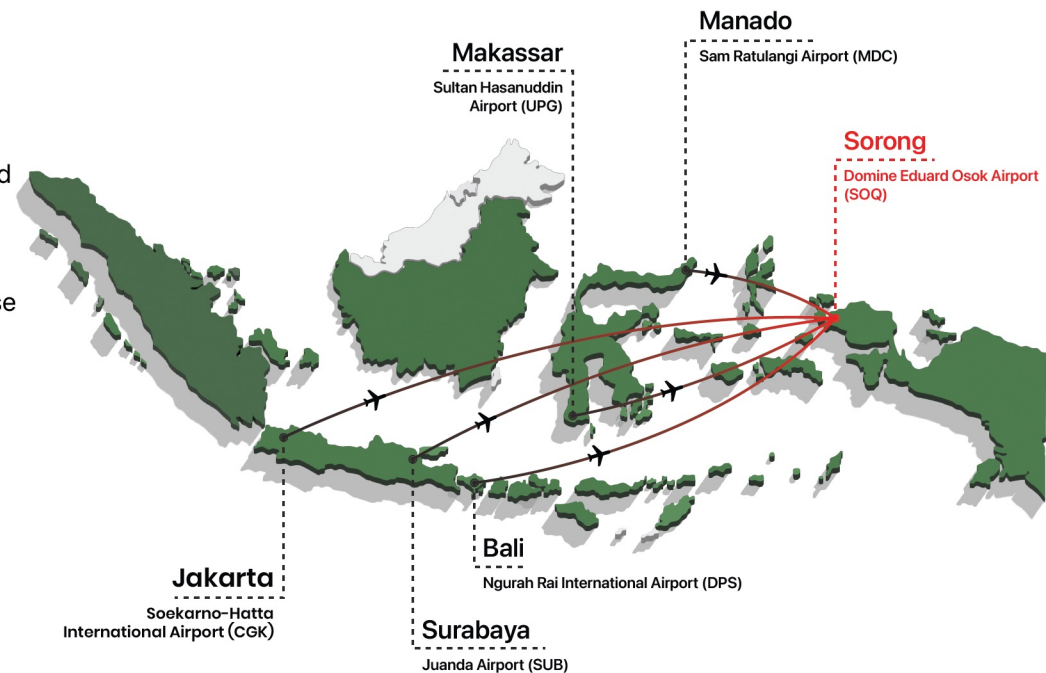 Manado
Sam Ratulangi Airport (MDC)
Makassar
Sultan Hasanuddin
Airport (UPG)
Sorong
Domine Eduard Osok Airport
(SOQ)
d
se
Bali
Ngurah Rai International Airport (DPS)
Jakarta
Soekarno-Hatta
International Airport (CGK)
Surabaya
Juanda Airport (SUB)